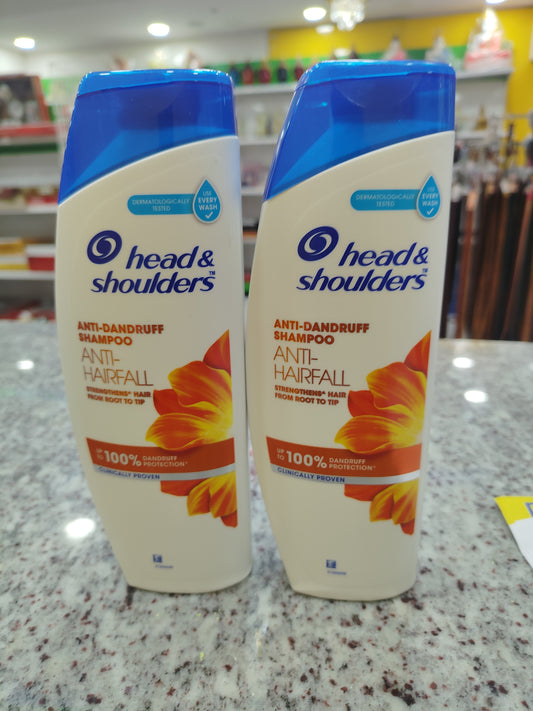 DERMATOLOGICALLY
TESTED
USE
EVERY
WASH
head &
shoulders™
ANTI-DANDRUFF
SHAMPOO
ANTI-
HAIRFALL
STRENGTHENS^ HAIR
FROM ROOT TO TIP
UP TO 100% DANDRUFF
PROTECTION*
CLINICALLY PROVEN
DERMATOLOGICALLY
TESTED
USE
EVERY
WASH
head &
shoulders™
ANTI-DANDRUFF
SHAMPOO
ANTI-
HAIRFALL
STRENGTHENS^ HAIR
FROM ROOT TO TIP
UP TO 100% DANDRUFF
PROTECTION*
CLINICALLY PROVEN